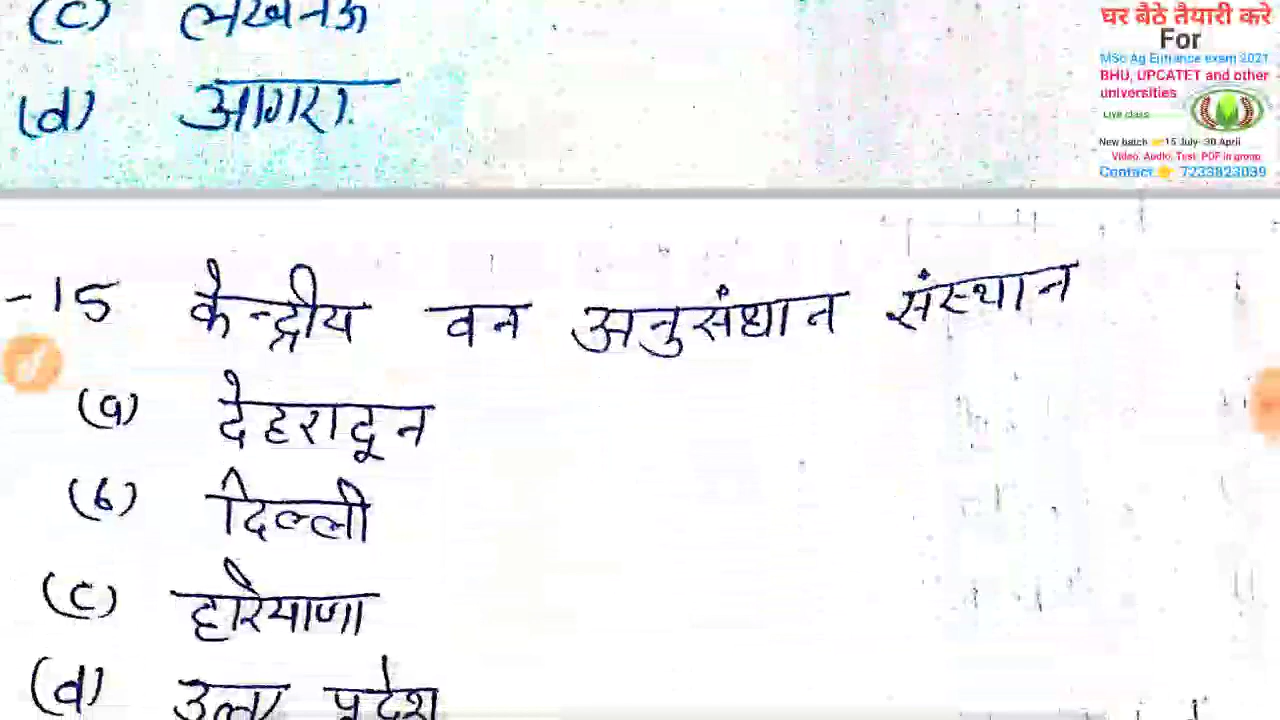 (c) लखनऊ
(d) आगरा.
घर बैठे तैयारी करे
For
MSc Ag Entrance exam 2021
BHU, UPCATET and other
universities
Live class
New batch 15 July- 30 April
Video, Audio, Test, PDF in group
Contact 7233823039
-15 केन्द्रीय वन अनुसंधान संस्थान
(a) देहरादून
(b) दिल्ली
(c) हरियाणा
(d) उत्तर प्रदेश